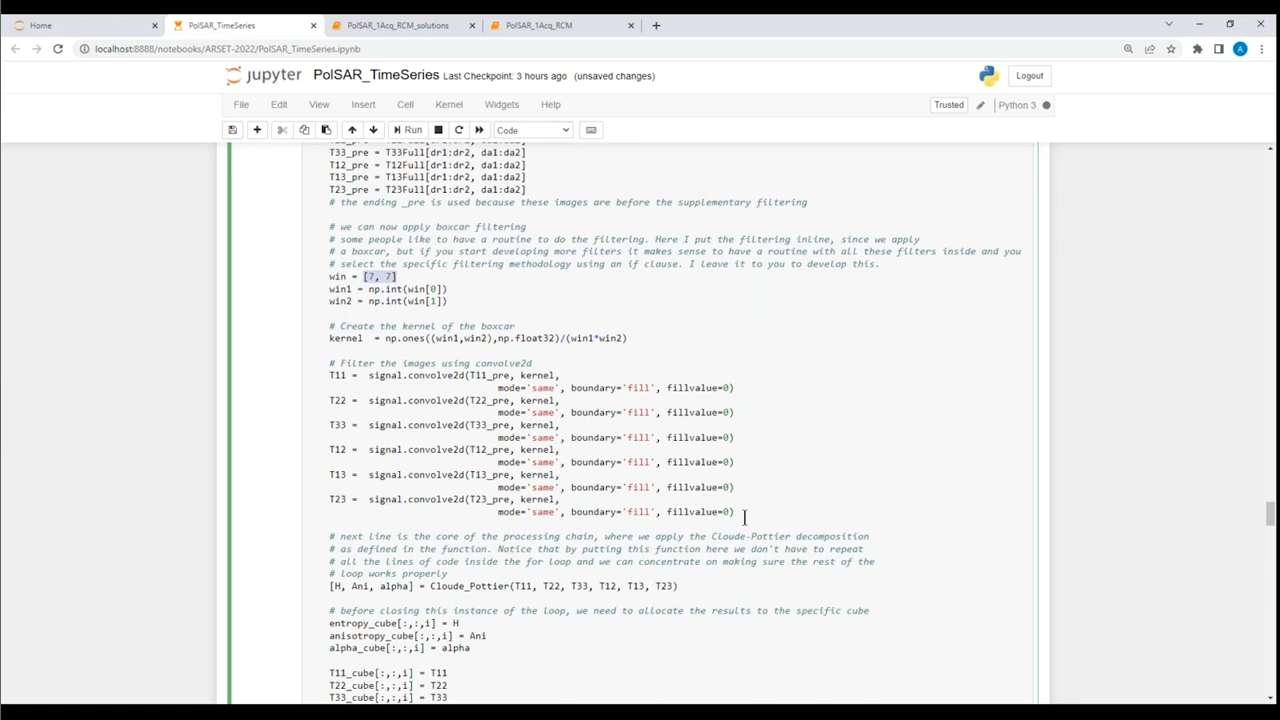 Home
PolSAR_TimeSeries
PolSAR_1Acq_RCM_solutions
PolSAR_1Acq_RCM
localhost:8888/notebooks/ARSET-2022/PolSAR_TimeSeries.ipynb
A
jupyter PolSAR_TimeSeries Last Checkpoint: 3 hours ago (unsaved changes)
Logout
File Edit View Insert Cell Kernel Widgets Help
Trusted
Python 3
Run
Code
T33_pre = T33Full[dr1:dr2, da1:da2]
T12_pre = T12Full[dr1:dr2, da1:da2]
T13_pre = T13Full[dr1:dr2, da1:da2]
T23_pre = T23Full[dr1:dr2, da1:da2]
# the ending _pre is used because these images are before the supplementary filtering
# we can now apply boxcar filtering
# some people like to have a routine to do the filtering. Here I put the filtering inline, since we apply
# a boxcar, but if you start developing more filters it makes sense to have a routine with all these filters inside and you
# select the specific filtering methodology using an if clause. I leave it to you to develop this.
win = [7, 7]
win1 = np.int(win[0])
win2 = np.int(win[1])
# Create the kernel of the boxcar
kernel  = np.ones((win1,win2),np.float32)/(win1*win2)
# Filter the images using convolve2d
T11 =  signal.convolve2d(T11_pre, kernel,
mode='same', boundary='fill', fillvalue=0)
T22 =  signal.convolve2d(T22_pre, kernel,
mode='same', boundary='fill', fillvalue=0)
T33 =  signal.convolve2d(T33_pre, kernel,
mode='same', boundary='fill', fillvalue=0)
T12 =  signal.convolve2d(T12_pre, kernel,
mode='same', boundary='fill', fillvalue=0)
T13 =  signal.convolve2d(T13_pre, kernel,
mode='same', boundary='fill', fillvalue=0)
T23 =  signal.convolve2d(T23_pre, kernel,
mode='same', boundary='fill', fillvalue=0)
# next line is the core of the processing chain, where we apply the Cloude-Pottier decomposition
# as defined in the function. Notice that by putting this function here we don't have to repeat
# all the lines of code inside the for loop and we can concentrate on making sure the rest of the
# loop works properly
[H, Ani, alpha] = Cloude_Pottier(T11, T22, T33, T12, T13, T23)
# before closing this instance of the loop, we need to allocate the results to the specific cube
entropy_cube[:,:,i] = H
anisotropy_cube[:,:,i] = Ani
alpha_cube[:,:,i] = alpha
T11_cube[:,:,i] = T11
T22_cube[:,:,i] = T22
T33_cube[:,:,i] = T33